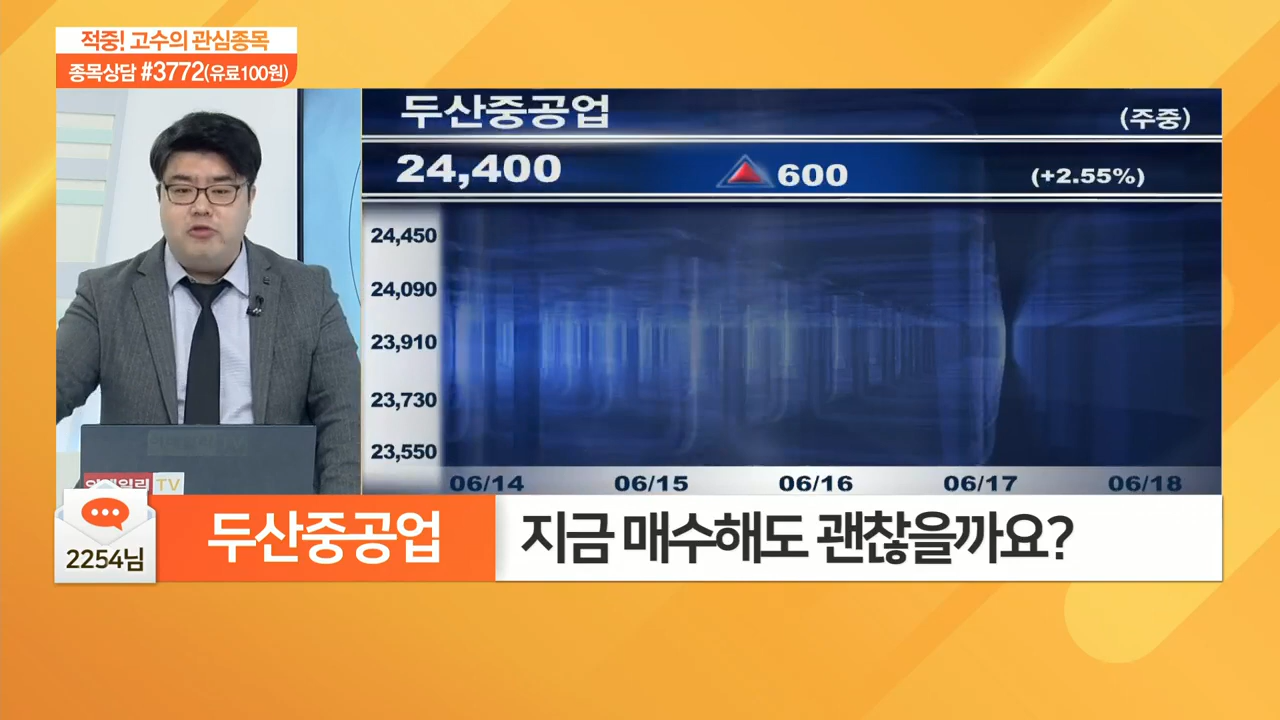 적중! 고수의 관심종목
종목상담 #3772(유료100원)
두산중공업
(주중)
24,400
600
(+2.55%)
24,450
24,090
23,910
23,730
23,550
06/14
06/15
06/16
06/17
06/18
TV
2254님
두산중공업
지금 매수해도 괜찮을까요?